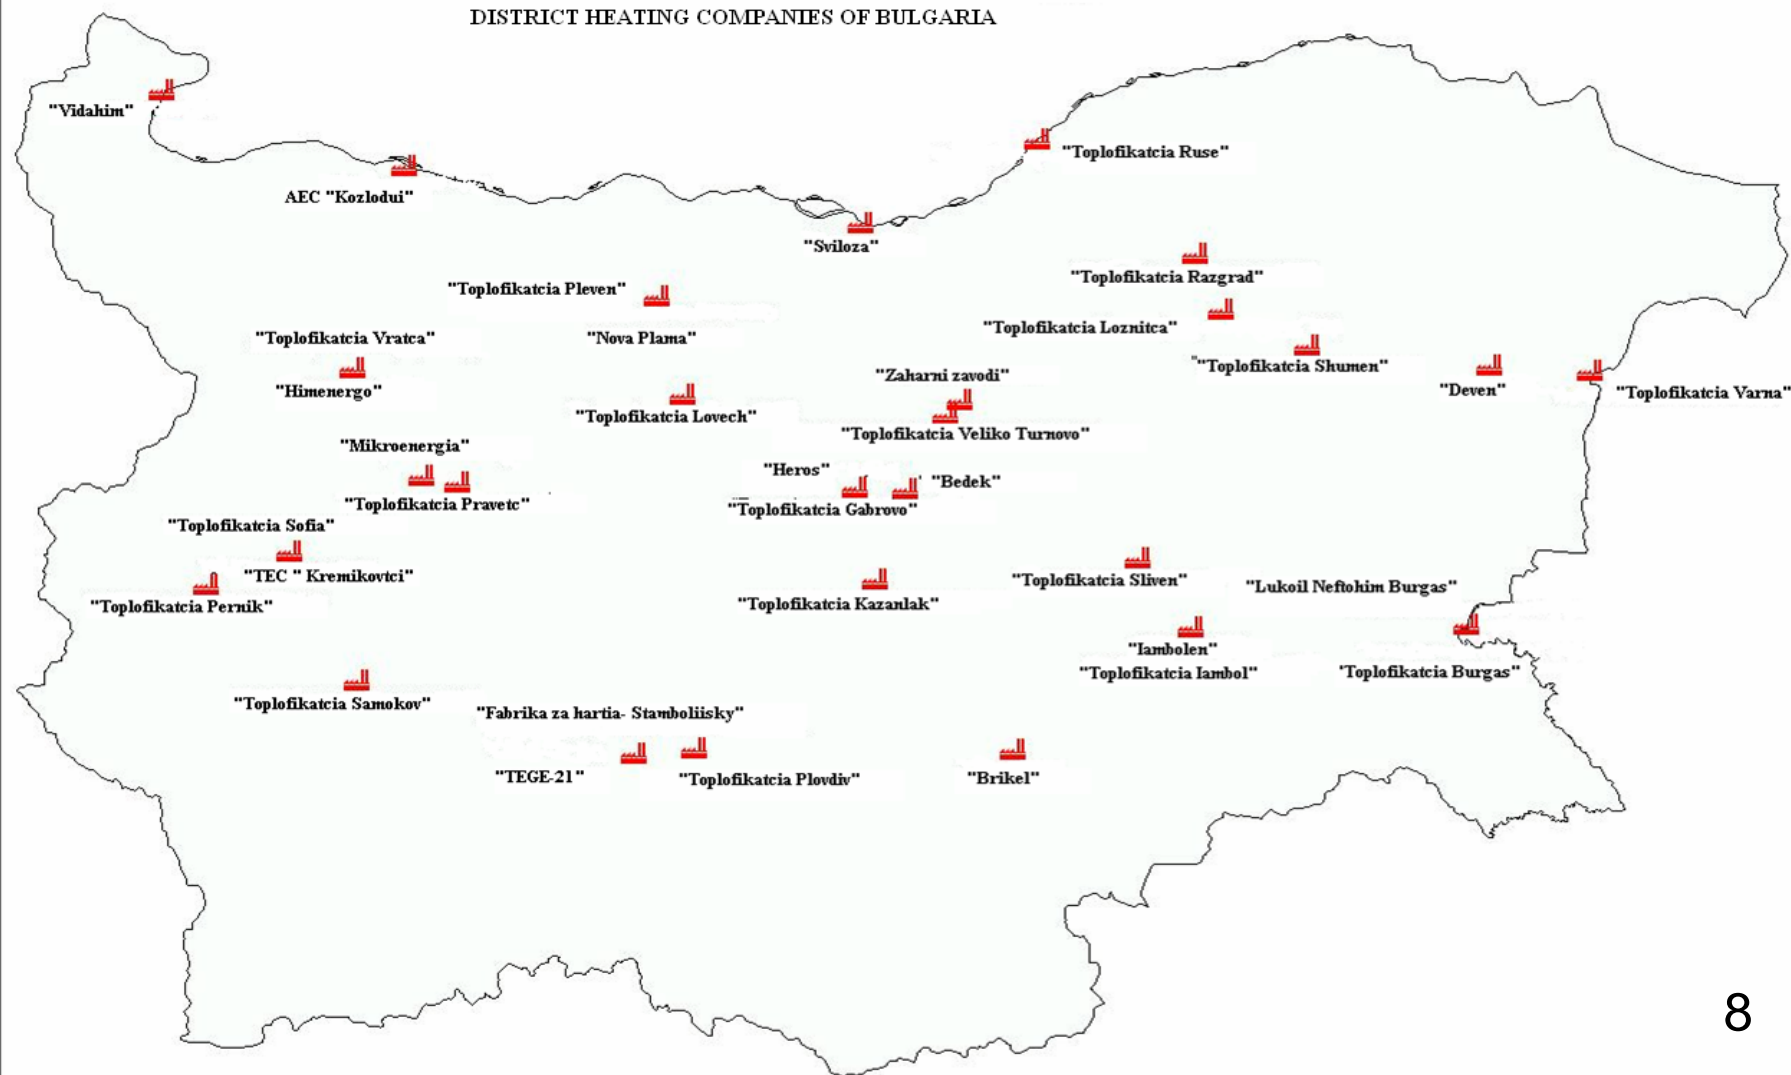 DISTRICT HEATING COMPANIES OF BULGARIA
"Vidahim"
"Toplofikatcia Ruse"
AEC "Kozlodui"
"Sviloza"
"Toplofikatcia Razgrad"
"Toplofikatcia Pleven"
"Toplofikatcia Loznitca"
"Toplofikatcia Vratca"
"Nova Plama"
""Toplofikatcia Shumen"
"Zaharni zavodi"
"Himenergo"
"Deven"
"Toplofikatcia Varna"
"Toplofikatcia Lovech"
"Toplofikatcia Veliko Turnovo"
"Mikroenergia"
"Heros"
"Bedek"
"Toplofikatcia Pravetc"
"Toplofikatcia Gabrovo"
"Toplofikatcia Sofia"
"TEC " Kremikovtci"
"Toplofikatcia Sliven"
"Lukoil Neftohim Burgas"
"Toplofikatcia Pernik"
"Toplofikatcia Kazanlak"
"Iambolen"
"Toplofikatcia Iambol"
'Toplofikatcia Burgas"
"Toplofikatcia Samokov"
"Fabrika za hartia- Stamboliisky"
"TEGE-21"
"Toplofikatcia Plovdiv"
"Brikel"
8